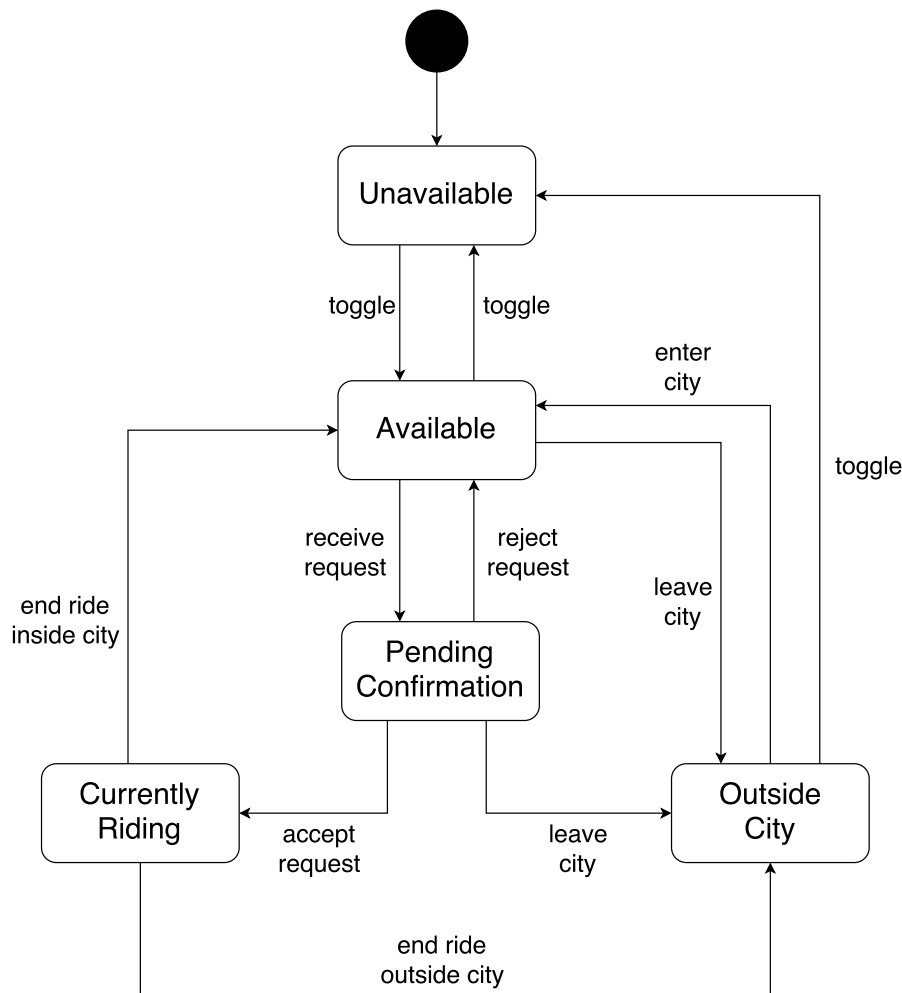 Unavailable
toggle
toggle
enter
city
Available
toggle
receive
request
reject
request
leave
city
end ride
inside city
Pending
Confirmation
Currently
Riding
Outside
City
accept
request
leave
city
end ride
outside city